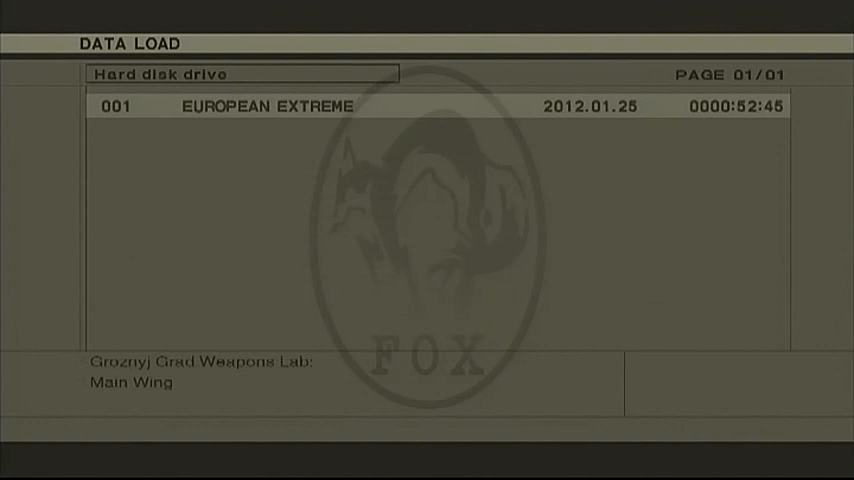 DATA LOAD
Hard disk drive PAGE 01/01
001 EUROPEAN EXTREME 2012.01.25 0000:52:45
FOX
Groznyj Grad Weapons Lab:
Main Wing